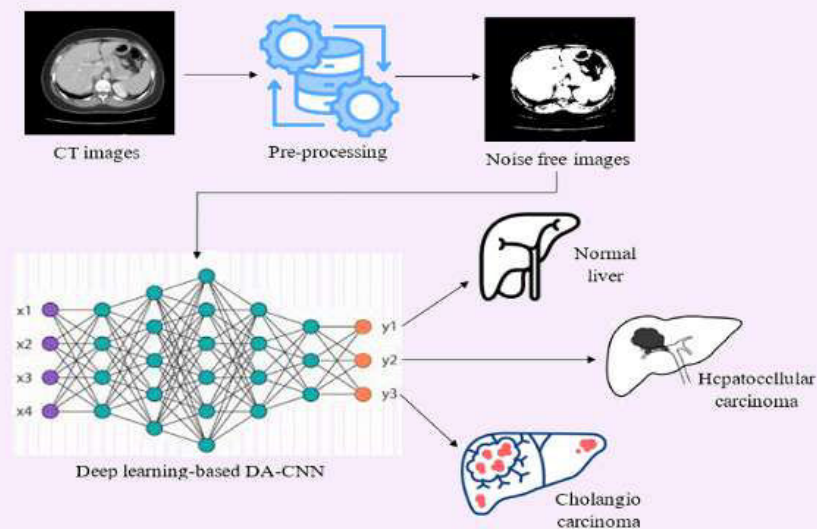 CT images
Pre-processing
Noise free images
x1
x2
x3
x4
y1
y2
y3
Deep learning-based DA-CNN
Normal
liver
Hepatocellular
carcinoma
Cholangio
carcinoma